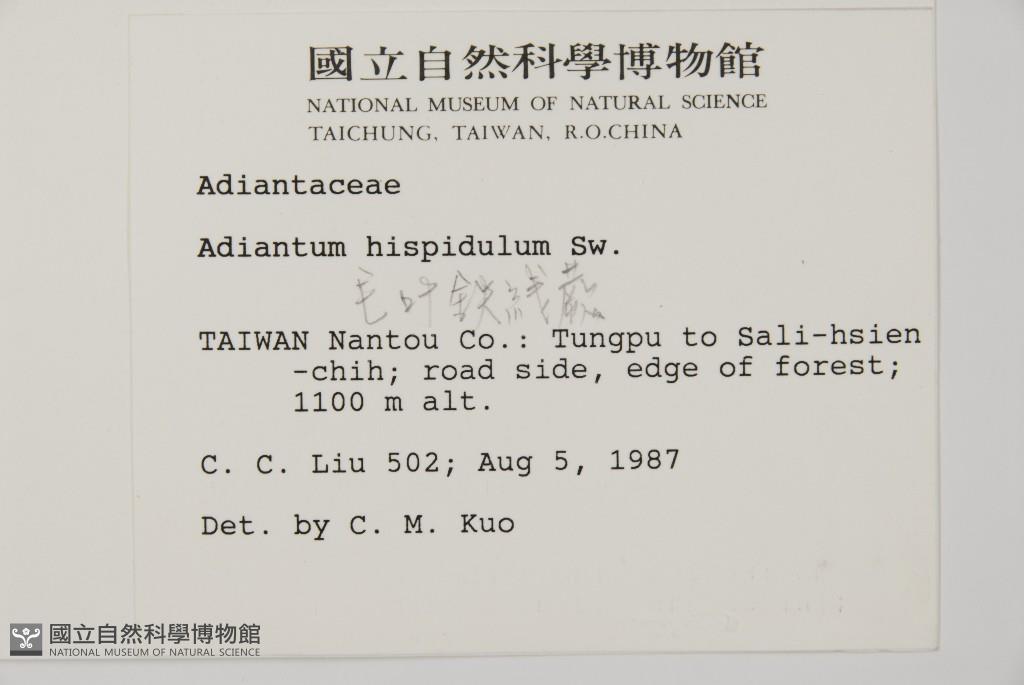 國立自然科學博物館
NATIONAL MUSEUM OF NATURAL SCIENCE
TAICHUNG, TAIWAN, R.O.CHINA
Adiantaceae
Adiantum hispidulum Sw.
毛叶鉄線蕨
TAIWAN Nantou Co.: Tungpu to Sali-hsien
-chih; road side, edge of forest;
1100 m alt.
C. C. Liu 502; Aug 5, 1987
Det. by C. M. Kuo
國立自然科學博物館
NATIONAL MUSEUM OF NATURAL SCIENCE